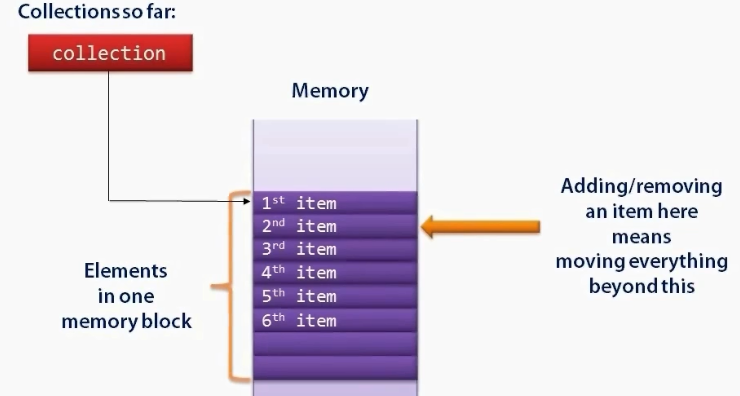 Collections so far:
collection
Memory
1st item
2nd item
3rd item
4th item
5th item
6th item
Elements
in one
memory block
Adding/removing
an item here
means
moving everything
beyond this